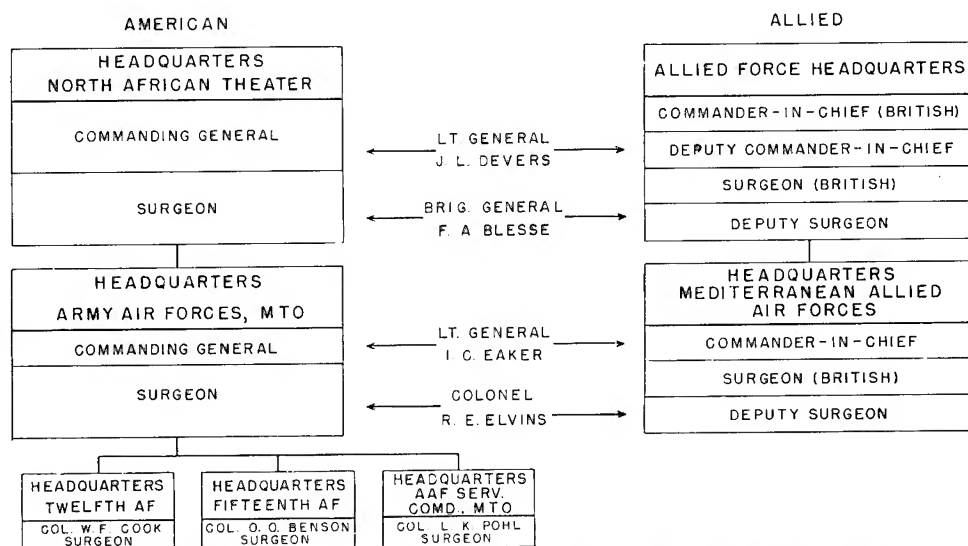 AMERICAN
HEADQUARTERS
NORTH AFRICAN THEATER
COMMANDING GENERAL
SURGEON
HEADQUARTERS
ARMY AIR FORCES, MTO
COMMANDING GENERAL
SURGEON
HEADQUARTERS
TWELFTH AF
COL. W. F. COOK
SURGEON
HEADQUARTERS
FIFTEENTH AF
COL. O. O. BENSON
SURGEON
HEADQUARTERS
AAF SERV.
COMD., MTO
COL. L. K. POHL
SURGEON
LT. GENERAL
J. L. DEVERS
BRIG. GENERAL
F. A. BLESSE
LT. GENERAL
I. C. EAKER
COLONEL
R. E. ELVINS
ALLIED
ALLIED FORCE HEADQUARTERS
COMMANDER-IN-CHIEF (BRITISH)
DEPUTY COMMANDER-IN-CHIEF
SURGEON (BRITISH)
DEPUTY SURGEON
HEADQUARTERS
MEDITERRANEAN ALLIED
AIR FORCES
COMMANDER-IN-CHIEF
SURGEON (BRITISH)
DEPUTY SURGEON